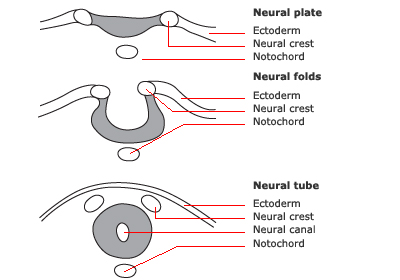 Neural plate
Ectoderm
Neural crest
Notochord
Neural folds
Ectoderm
Neural crest
Notochord
Neural tube
Ectoderm
Neural crest
Neural canal
Notochord